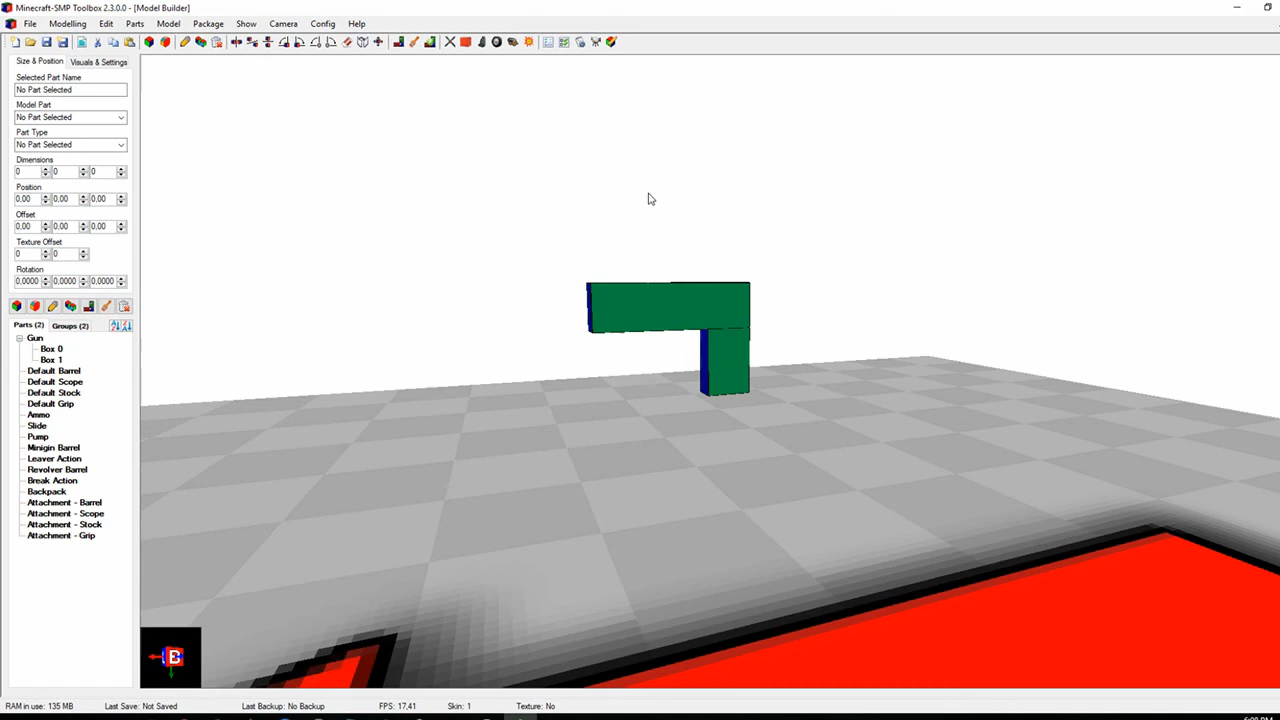 Minecraft-SMP Toolbox 2.3.0.0 - [Model Builder]
File Modelling Edit Parts Model Package Show Camera Config Help
Size & Position Visuals & Settings
Selected Part Name
No Part Selected
Model Part
No Part Selected
Part Type
No Part Selected
Dimensions
0 0 0
Position
0,00 0,00 0,00
Offset
0,00 0,00 0,00
Texture Offset
0 0
Rotation
0,0000 0,0000 0,0000
Parts (2) Groups (2)
Gun
Box 0
Box 1
Default Barrel
Default Scope
Default Stock
Default Grip
Ammo
Slide
Pump
Minigin Barrel
Leaver Action
Revolver Barrel
Break Action
Backpack
Attachment - Barrel
Attachment - Scope
Attachment - Stock
Attachment - Grip
B
RAM in use: 135 MB Last Save: Not Saved Last Backup: No Backup FPS: 17,41 Skin: 1 Texture: No